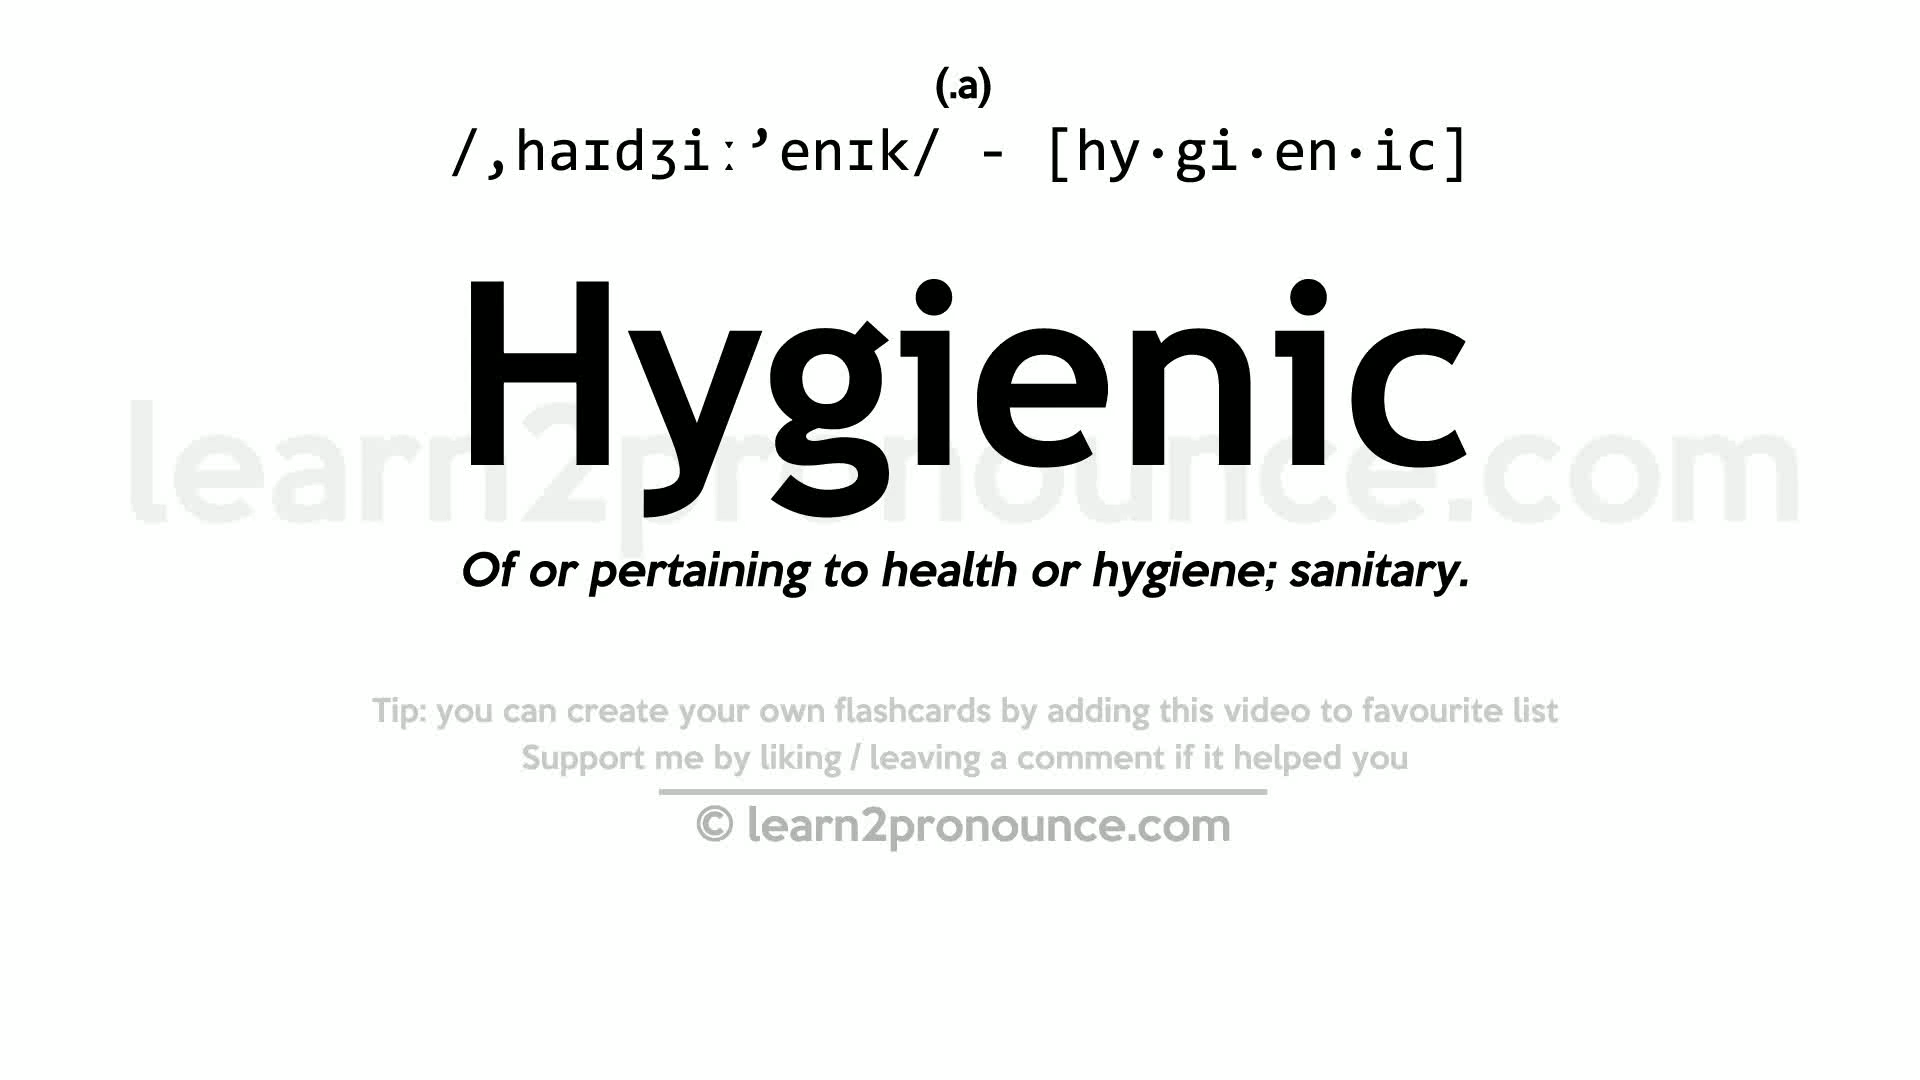 (.a)
/,haɪdʒiː’enɪk/ - [hy·gi·en·ic]
Hygienic
learn2pronounce.com
Of or pertaining to health or hygiene; sanitary.
Tip: you can create your own flashcards by adding this video to favourite list
Support me by liking / leaving a comment if it helped you
© learn2pronounce.com